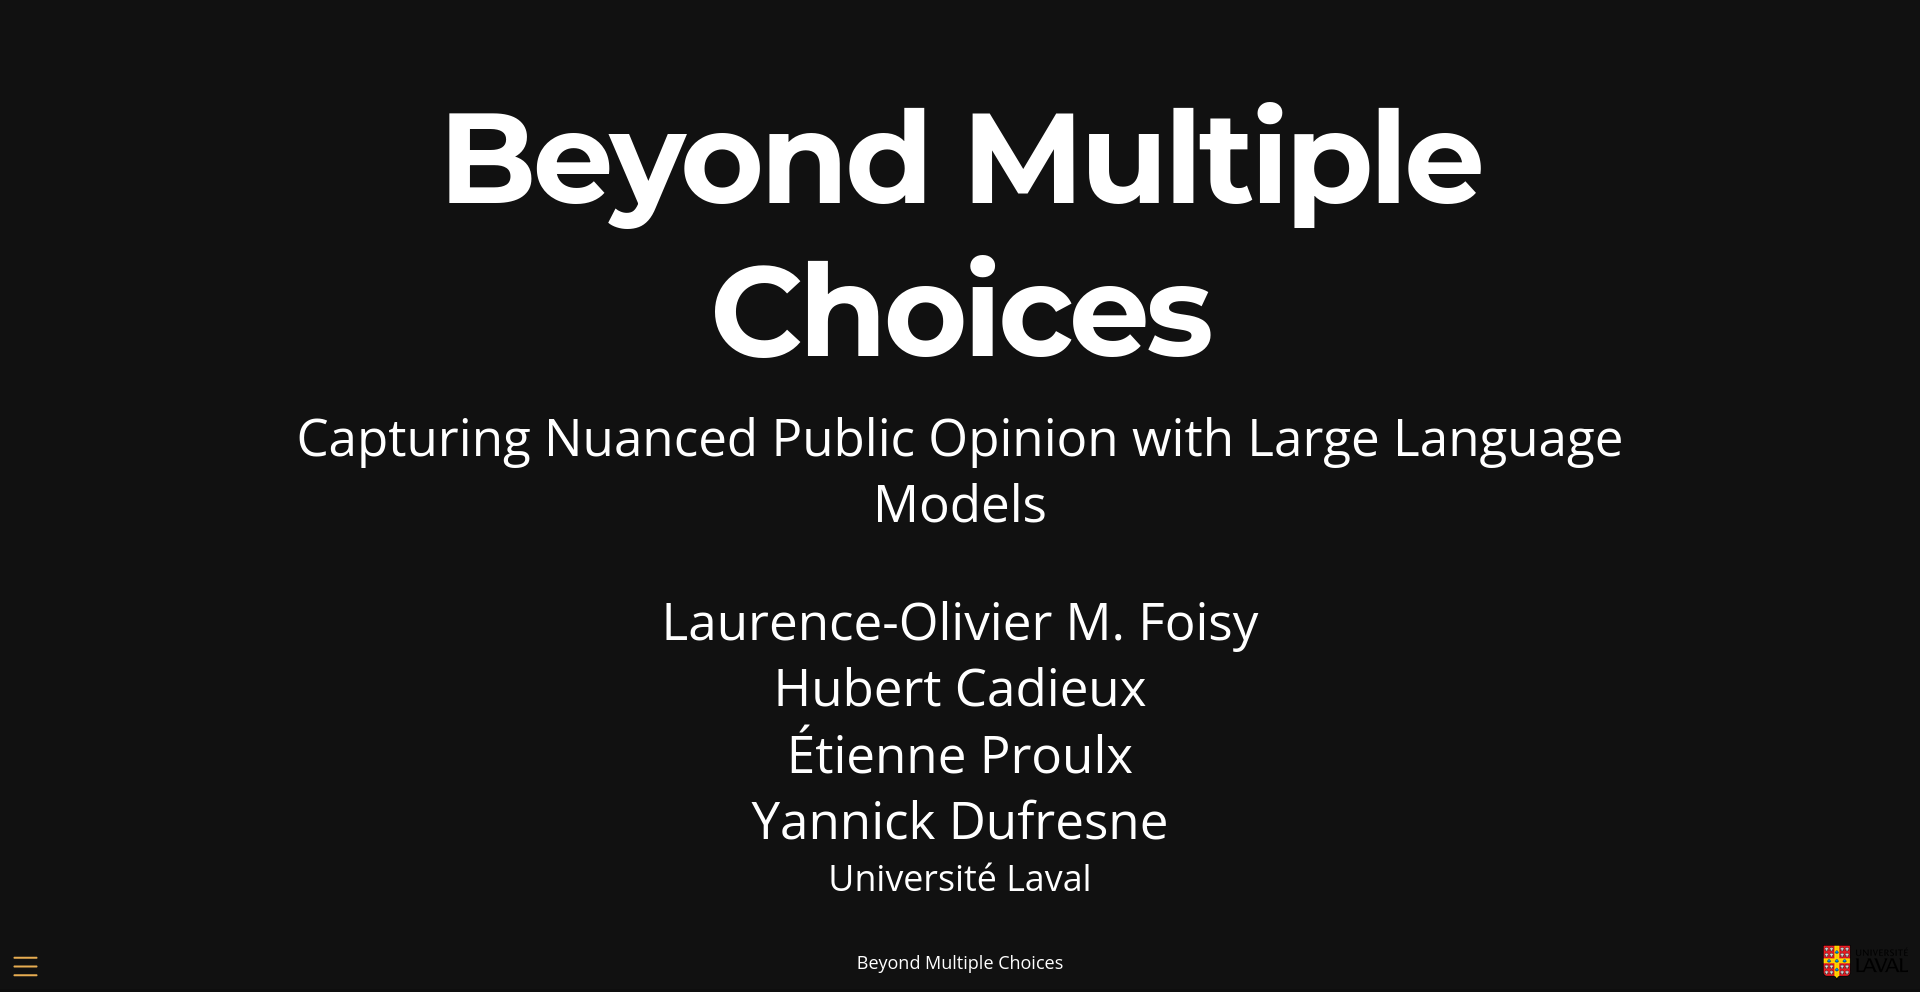 Beyond Multiple
Choices
Capturing Nuanced Public Opinion with Large Language
Models
Laurence-Olivier M. Foisy
Hubert Cadieux
Étienne Proulx
Yannick Dufresne
Université Laval
Beyond Multiple Choices
UNIVERSITÉ
LAVAL